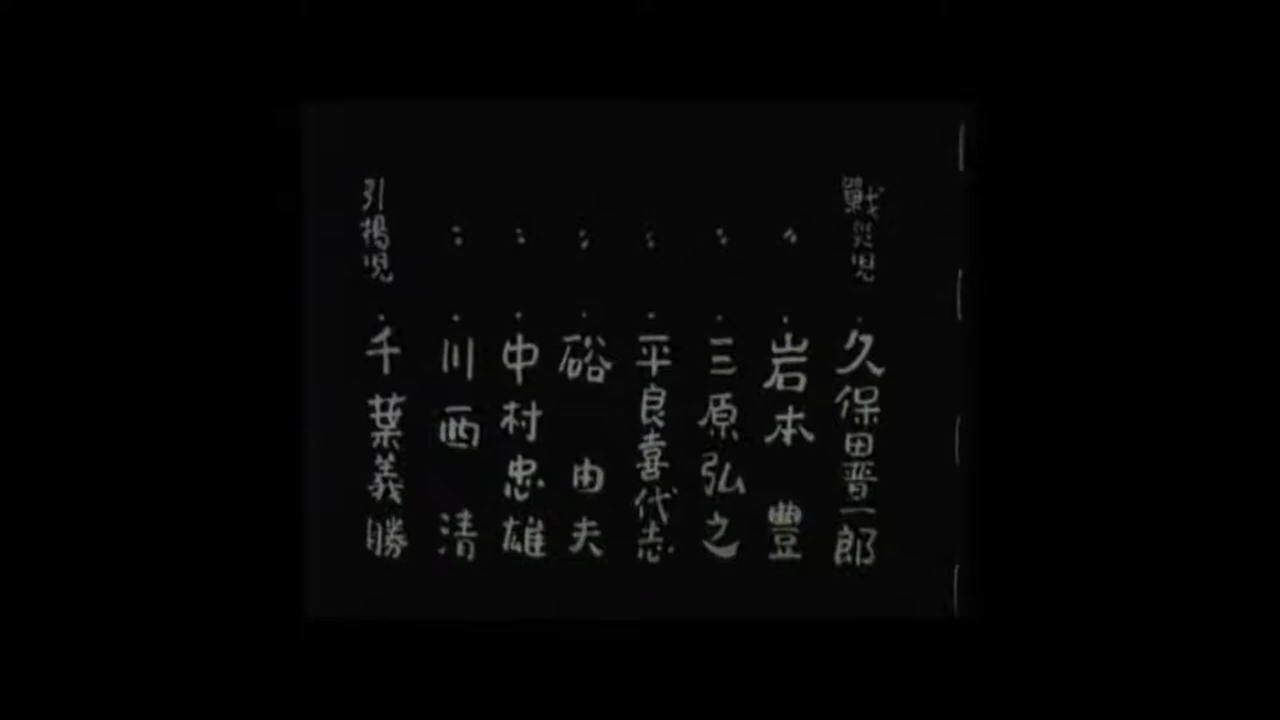 戰災児・久保田晋一郎
〃・岩本 豊
〃・三原弘之
〃・平良喜代志
〃・硲 由夫
〃・中村忠雄
〃・川西 清
引揚児・千葉義勝